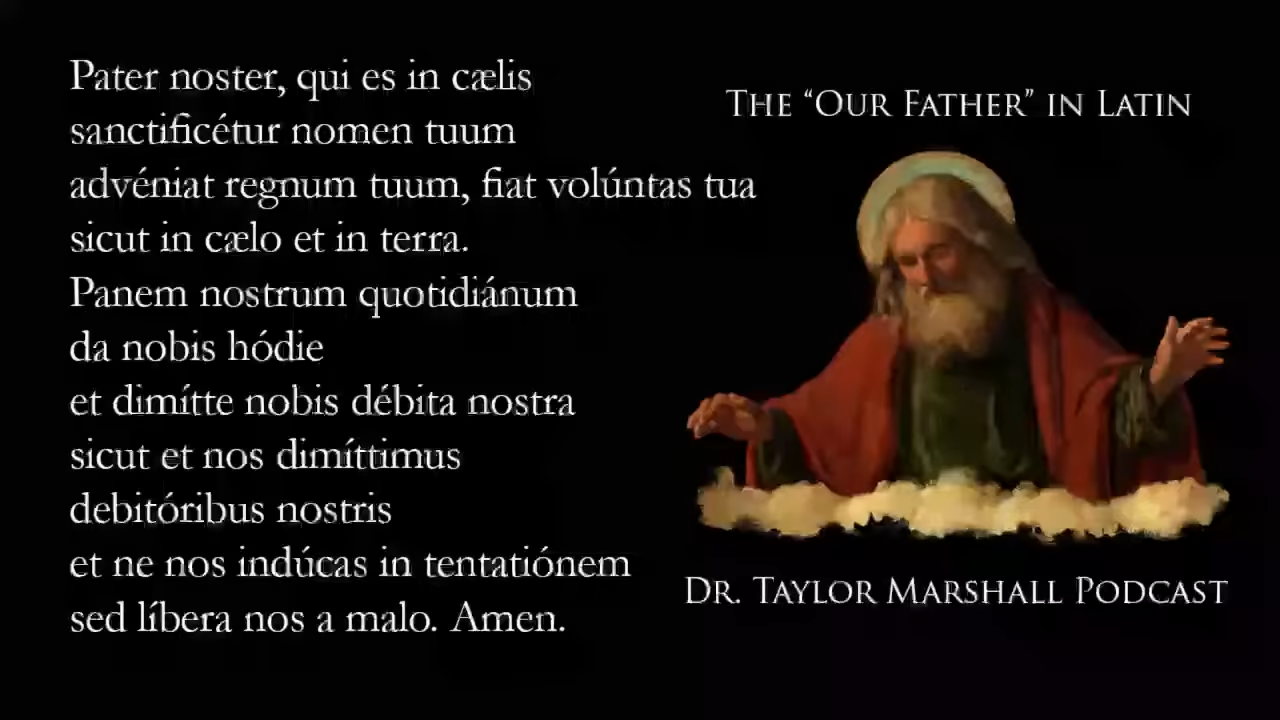 Pater noster, qui es in cælis
sanctificétur nomen tuum
advéniat regnum tuum, fiat volúntas tua
sicut in cælo et in terra.
Panem nostrum quotidiánum
da nobis hódie
et dimítte nobis débita nostra
sicut et nos dimíttimus
debitóribus nostris
et ne nos indúcas in tentatiónem
sed líbera nos a malo. Amen.
THE “OUR FATHER” IN LATIN
DR. TAYLOR MARSHALL PODCAST